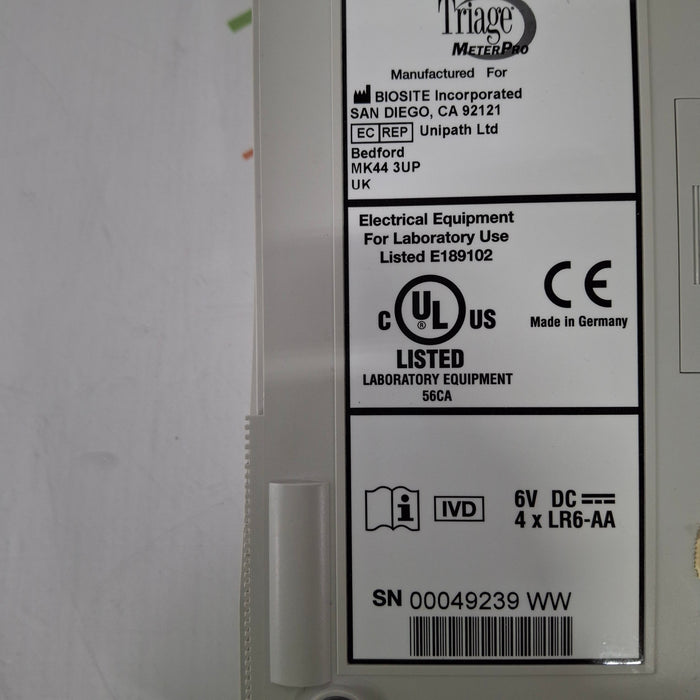 Triage
METERPRO
Manufactured For
BIOSITE Incorporated
SAN DIEGO, CA 92121
EC REP Unipath Ltd
Bedford
MK44 3UP
UK
Electrical Equipment
For Laboratory Use
Listed E189102
C UL ® US
LISTED
LABORATORY EQUIPMENT
56CA
CE
Made in Germany
i IVD
6V DC
4 x LR6-AA
SN 00049239 WW